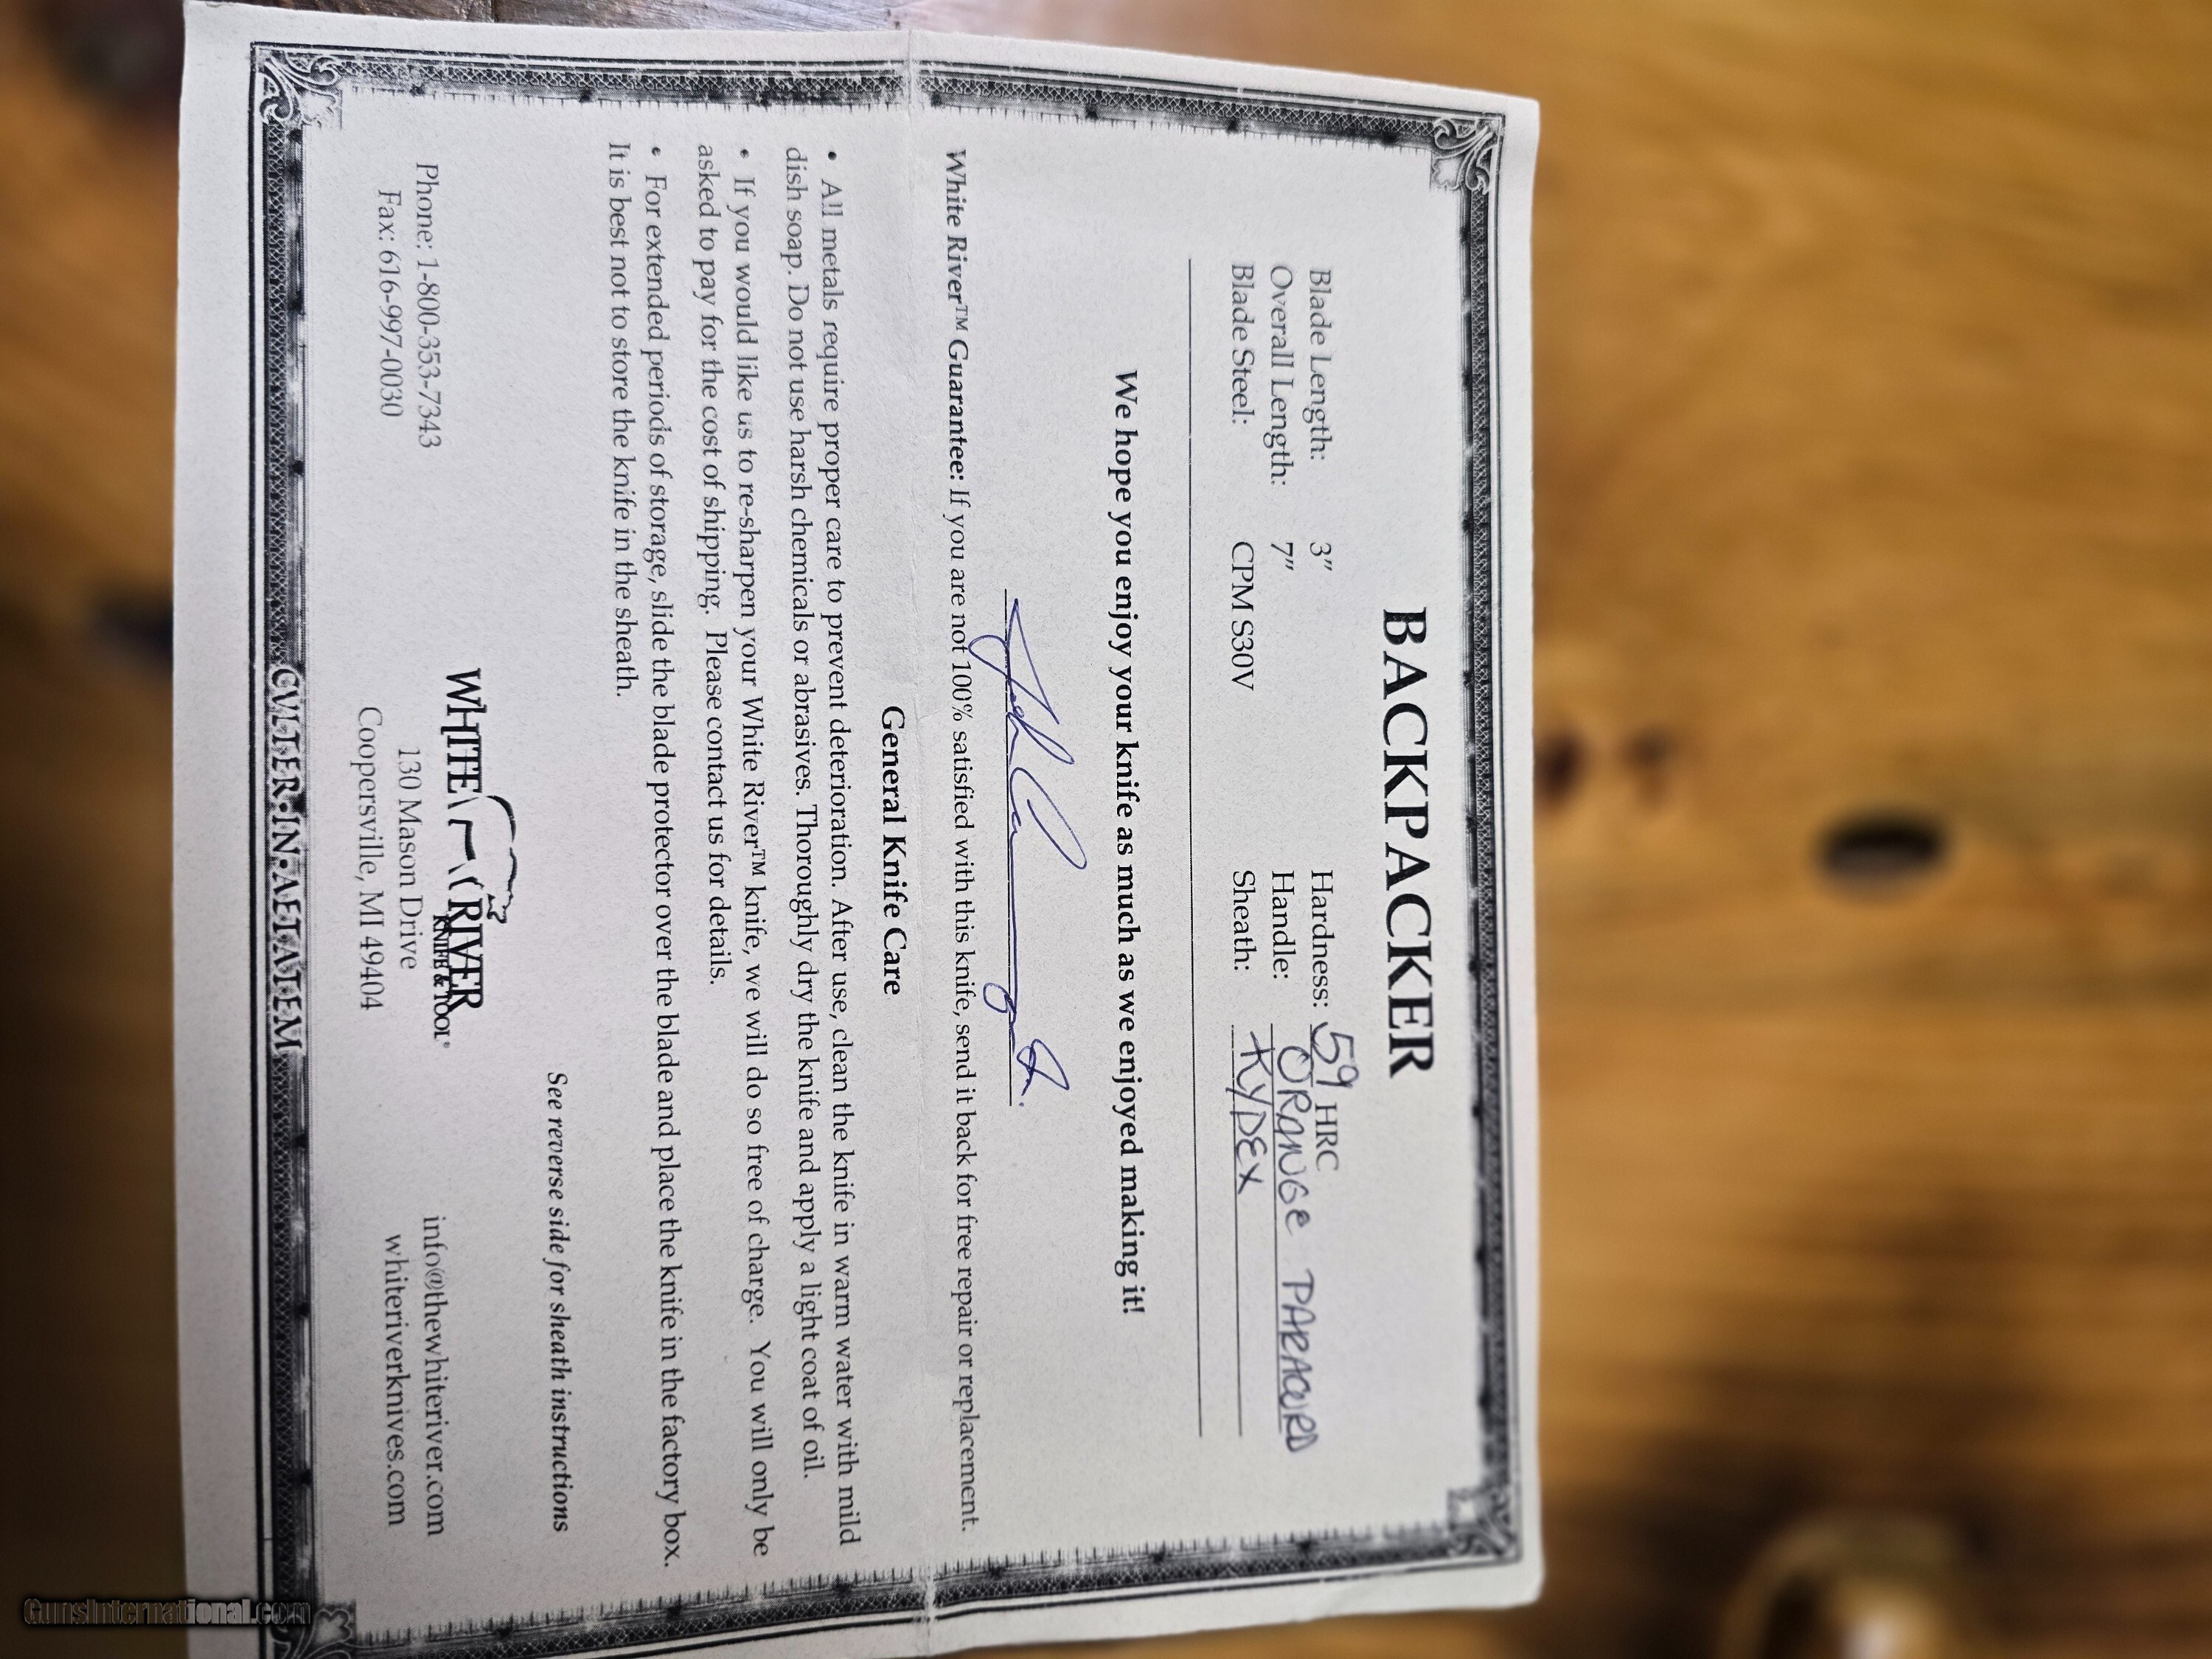 BACKPACKER
Blade Length: 3" Hardness: 59 HRC
Overall Length: 7" Handle: ORANGE PARACORD
Blade Steel: CPM S30V Sheath: KYDEX
We hope you enjoy your knife as much as we enjoyed making it!
White River™ Guarantee: If you are not 100% satisfied with this knife, send it back for free repair or replacement.
General Knife Care
• All metals require proper care to prevent deterioration. After use, clean the knife in warm water with mild
dish soap. Do not use harsh chemicals or abrasives. Thoroughly dry the knife and apply a light coat of oil.
• If you would like us to re-sharpen your White River™ knife, we will do so free of charge. You will only be
asked to pay for the cost of shipping. Please contact us for details.
• For extended periods of storage, slide the blade protector over the blade and place the knife in the factory box.
It is best not to store the knife in the sheath.
See reverse side for sheath instructions
WHITE RIVER
KNIFE & TOOL®
Phone: 1-800-353-7343 130 Mason Drive info@thewhiteriver.com
Fax: 616-997-0030 Coopersville, MI 49404 whiteriverknives.com
CVLTER•IN•AETATEM
GunsInternational.com